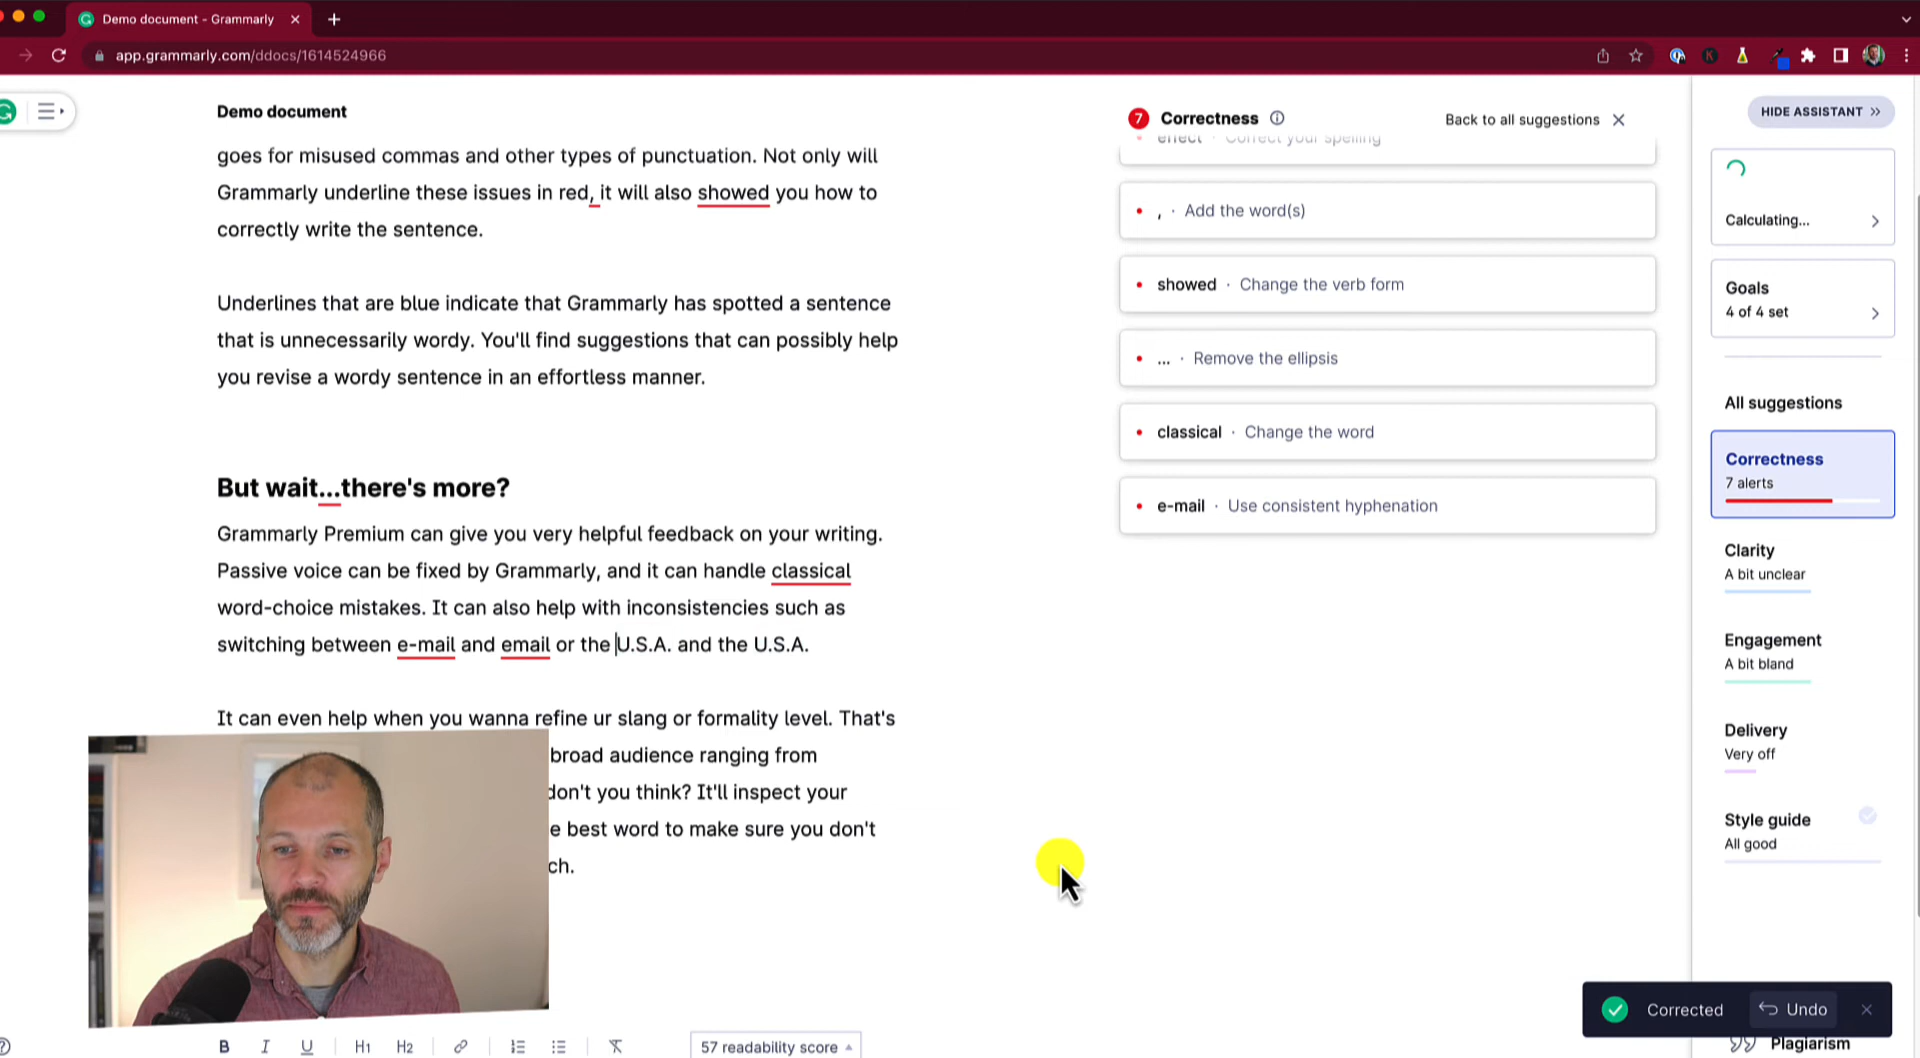 Demo document - Grammarly
app.grammarly.com/ddocs/1614524966
Demo document
goes for misused commas and other types of punctuation. Not only will
Grammarly underline these issues in red, it will also showed you how to
correctly write the sentence.
Underlines that are blue indicate that Grammarly has spotted a sentence
that is unnecessarily wordy. You'll find suggestions that can possibly help
you revise a wordy sentence in an effortless manner.
But wait...there's more?
Grammarly Premium can give you very helpful feedback on your writing.
Passive voice can be fixed by Grammarly, and it can handle classical
word-choice mistakes. It can also help with inconsistencies such as
switching between e-mail and email or the U.S.A. and the U.S.A.
It can even help when you wanna refine ur slang or formality level. That's
broad audience ranging from
don't you think? It'll inspect your
e best word to make sure you don't
ch.
B I U H1 H2
57 readability score
7 Correctness
Back to all suggestions
effect · Correct your spelling
, · Add the word(s)
showed · Change the verb form
... · Remove the ellipsis
classical · Change the word
e-mail · Use consistent hyphenation
HIDE ASSISTANT
Calculating...
Goals
4 of 4 set
All suggestions
Correctness
7 alerts
Clarity
A bit unclear
Engagement
A bit bland
Delivery
Very off
Style guide
All good
Corrected
Undo
Plagiarism